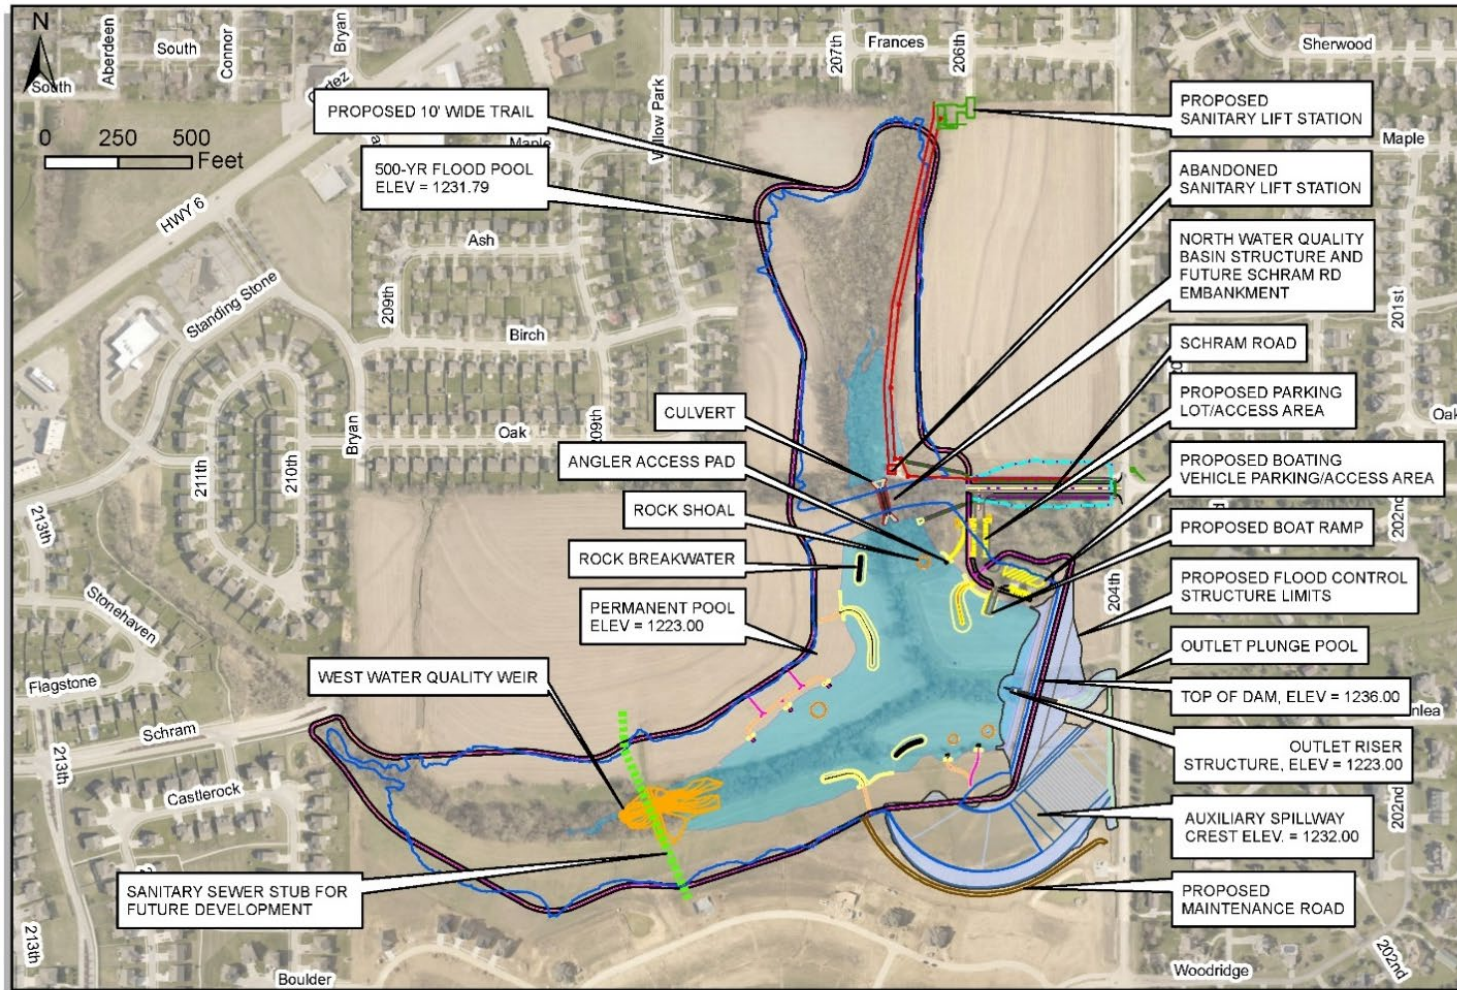 N
South
Aberdeen
South
Connor
Bryan
207th
Frances
206th
Sherwood
0 250 500
Feet
HWY 6
PROPOSED 10' WIDE TRAIL
500-YR FLOOD POOL
ELEV = 1231.79
Maple
Willow Park
PROPOSED
SANITARY LIFT STATION
Maple
ABANDONED
SANITARY LIFT STATION
NORTH WATER QUALITY
BASIN STRUCTURE AND
FUTURE SCHRAM RD
EMBANKMENT
Ash
209th
Standing Stone
Birch
201st
SCHRAM ROAD
PROPOSED PARKING
LOT/ACCESS AREA
CULVERT
Oak
209th
Bryan
211th
210th
ANGLER ACCESS PAD
PROPOSED BOATING
VEHICLE PARKING/ACCESS AREA
ROCK SHOAL
213th
202nd
PROPOSED BOAT RAMP
ROCK BREAKWATER
204th
PROPOSED FLOOD CONTROL
STRUCTURE LIMITS
PERMANENT POOL
ELEV = 1223.00
Stonehaven
OUTLET PLUNGE POOL
WEST WATER QUALITY WEIR
Flagstone
TOP OF DAM, ELEV = 1236.00
Schram
213th
OUTLET RISER
STRUCTURE, ELEV = 1223.00
Castlerock
202nd
AUXILIARY SPILLWAY
CREST ELEV. = 1232.00
SANITARY SEWER STUB FOR
FUTURE DEVELOPMENT
PROPOSED
MAINTENANCE ROAD
213th
Boulder
Woodridge
202nd